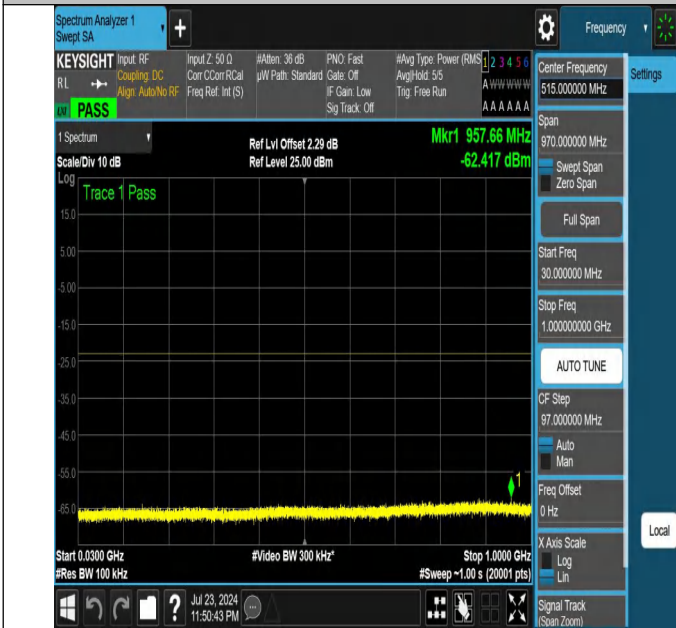 Spectrum Analyzer 1
Swept SA
+
Frequency
KEYSIGHT
RL
Input: RF
Coupling: DC
Align: Auto/No RF
Input Z: 50 Ω
Corr CCorr RCal
Freq Ref: Int (S)
#Atten: 36 dB
µW Path: Standard
PNO: Fast
Gate: Off
IF Gain: Low
Sig Track: Off
#Avg Type: Power (RMS
Avg|Hold: 5/5
Trig: Free Run
1 2 3 4 5 6
A W W W W W
A A A A A A
PASS
1 Spectrum
Scale/Div 10 dB
Log
Ref Lvl Offset 2.29 dB
Ref Level 25.00 dBm
Mkr1 957.66 MHz
-62.417 dBm
Trace 1 Pass
15.0
5.00
-5.00
-15.0
-25.0
-35.0
-45.0
-55.0
-65.0
1
Start 0.0300 GHz
#Res BW 100 kHz
#Video BW 300 kHz*
Stop 1.0000 GHz
#Sweep ~1.00 s (20001 pts)
?
Jul 23, 2024
11:50:43 PM
Center Frequency
515.000000 MHz
Span
970.000000 MHz
Swept Span
Zero Span
Full Span
Start Freq
30.000000 MHz
Stop Freq
1.000000000 GHz
AUTO TUNE
CF Step
97.000000 MHz
Auto
Man
Freq Offset
0 Hz
X Axis Scale
Log
Lin
Signal Track
(Span Zoom)
Settings
Local